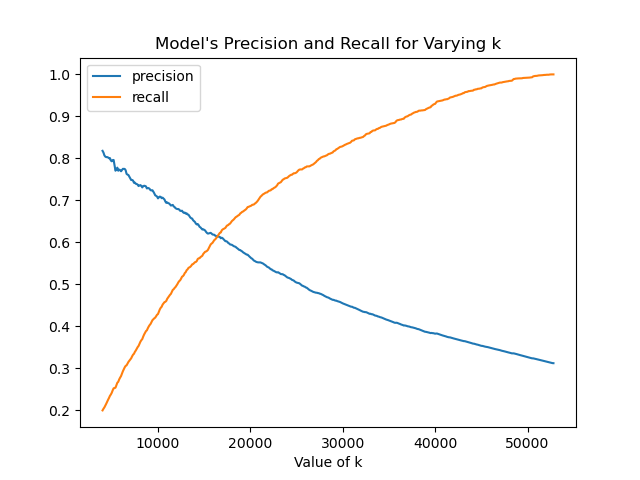 Model's Precision and Recall for Varying k
precision
recall
1.0
0.9
0.8
0.7
0.6
0.5
0.4
0.3
0.2
10000 20000 30000 40000 50000
Value of k